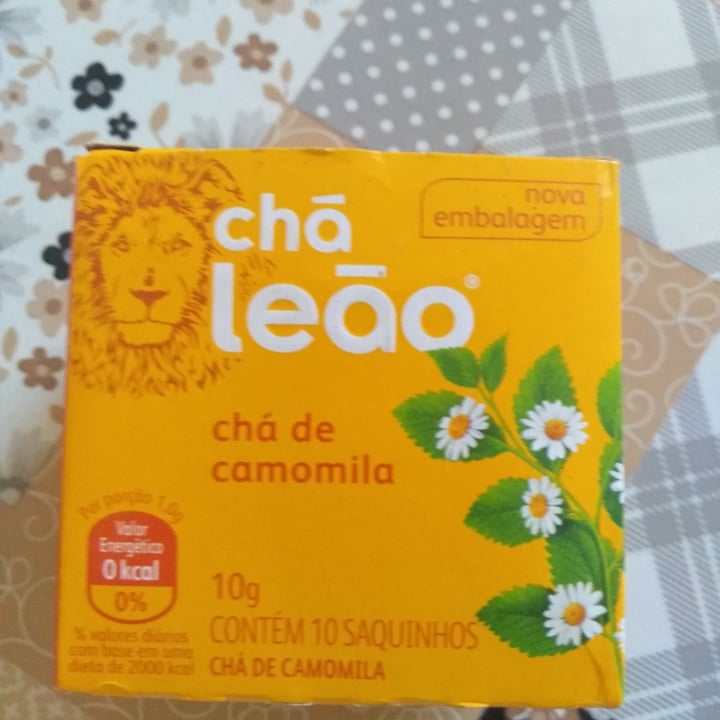 nova
embalagem
chá
leão®
chá de
camomila
Por porção 1,0g
Valor
Energético
0 kcal
0%
% valores diários
com base em uma
dieta de 2000 kcal
10g
CONTÉM 10 SAQUINHOS
CHÁ DE CAMOMILA